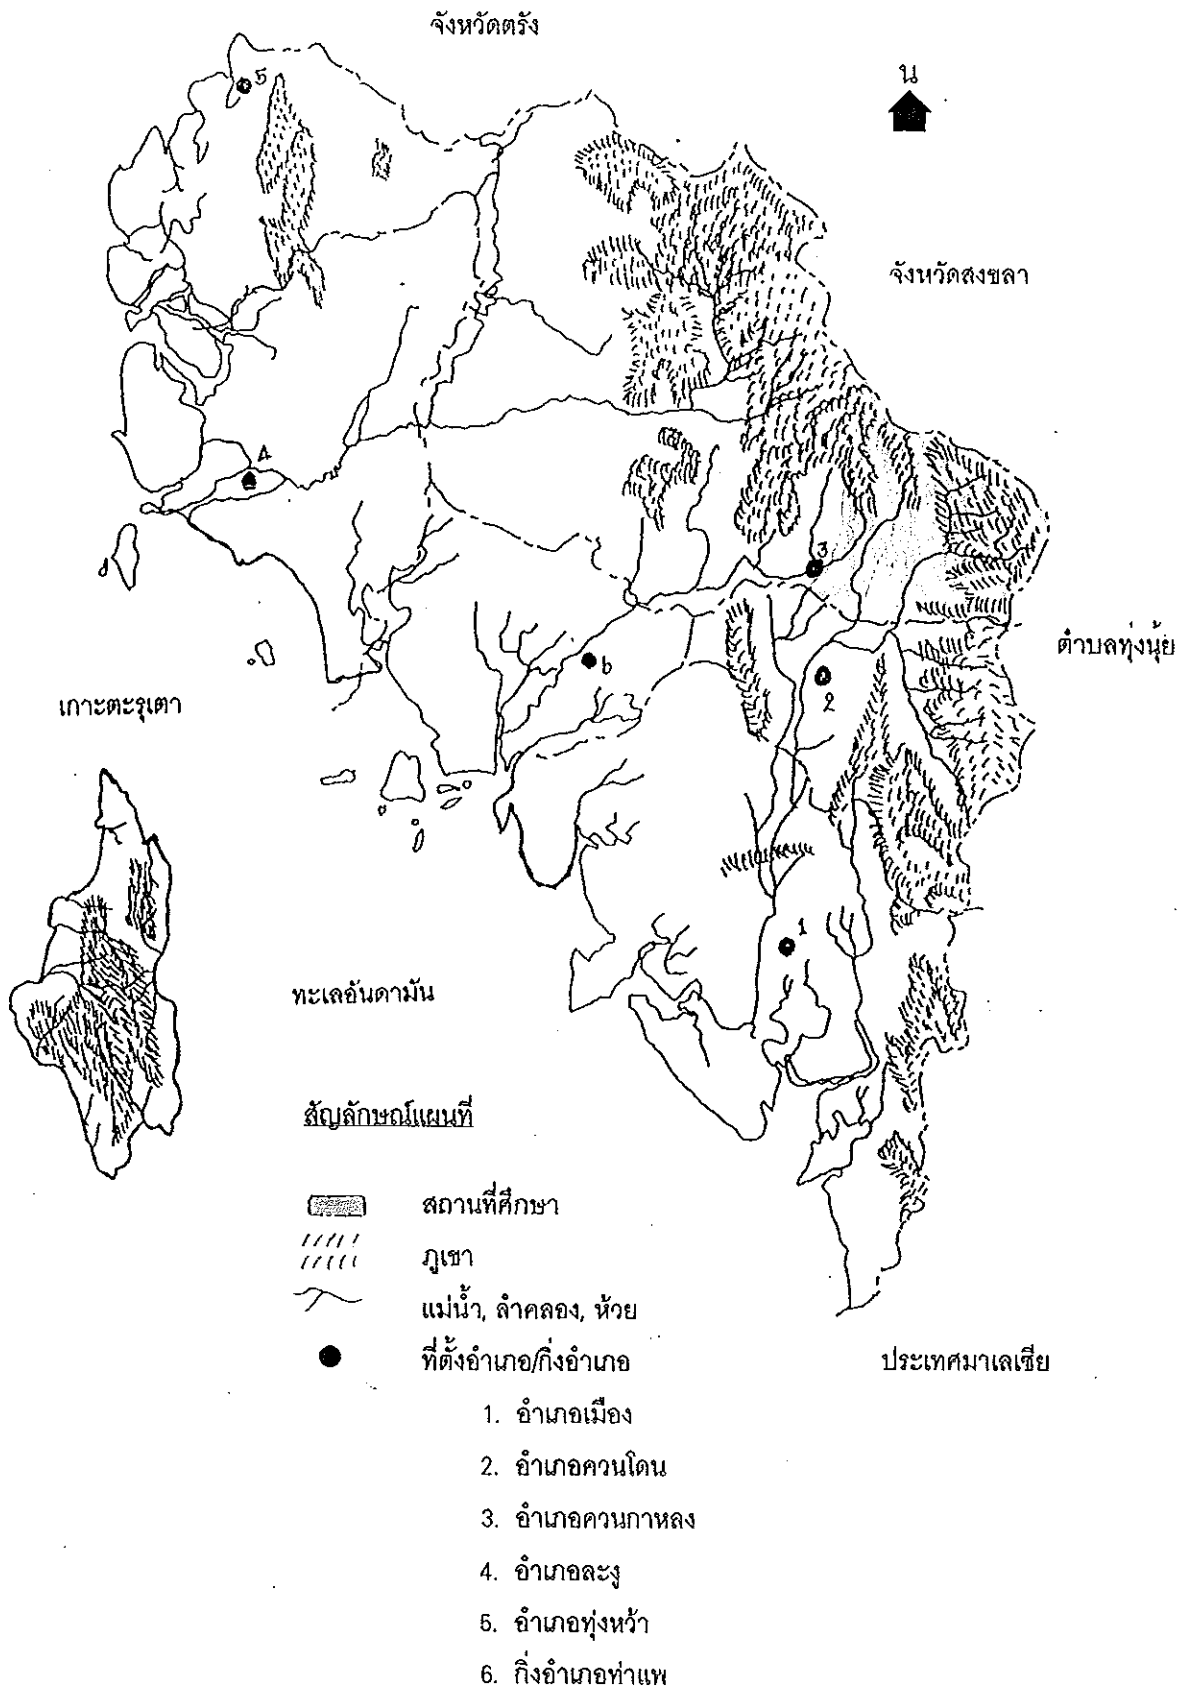 จังหวัดตรัง
น
5
จังหวัดสงขลา
4
3
ตำบลทุ่งนุ้ย
6
2
เกาะตะรุเตา
1
ทะเลอันดามัน
สัญลักษณ์แผนที่
สถานที่ศึกษา
ภูเขา
แม่น้ำ, ลำคลอง, ห้วย
ที่ตั้งอำเภอ/กิ่งอำเภอ
ประเทศมาเลเซีย
1. อำเภอเมือง
2. อำเภอควนโดน
3. อำเภอควนกาหลง
4. อำเภอละงู
5. อำเภอทุ่งหว้า
6. กิ่งอำเภอท่าแพ